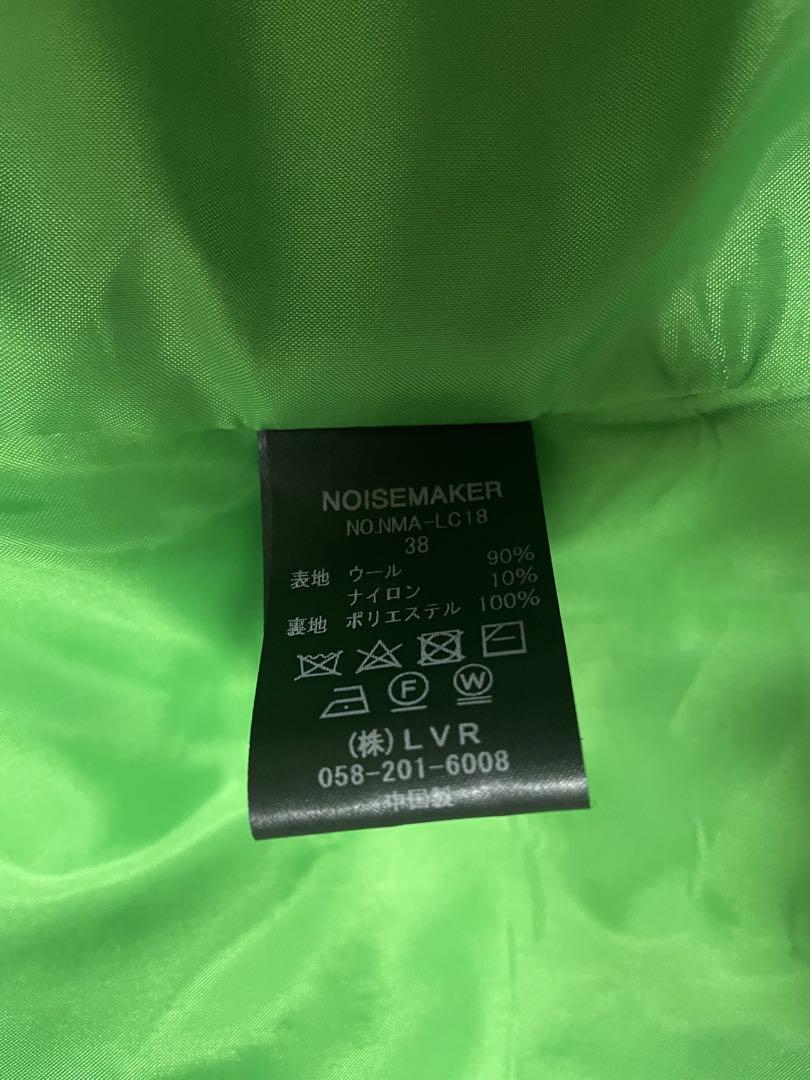 NOISEMAKER
NO.NMA-LC18
38
表地 ウール 90%
ナイロン 10%
裏地 ポリエステル 100%
F W
(株)LVR
058-201-6008
中国製